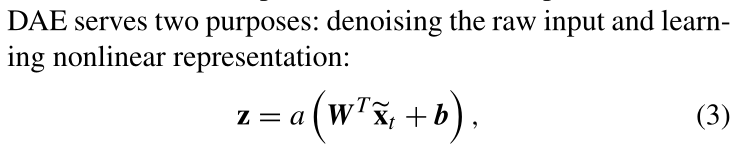 DAE serves two purposes: denoising the raw input and learn-
ing nonlinear representation:
z = a (W^T x̃_t + b) , (3)